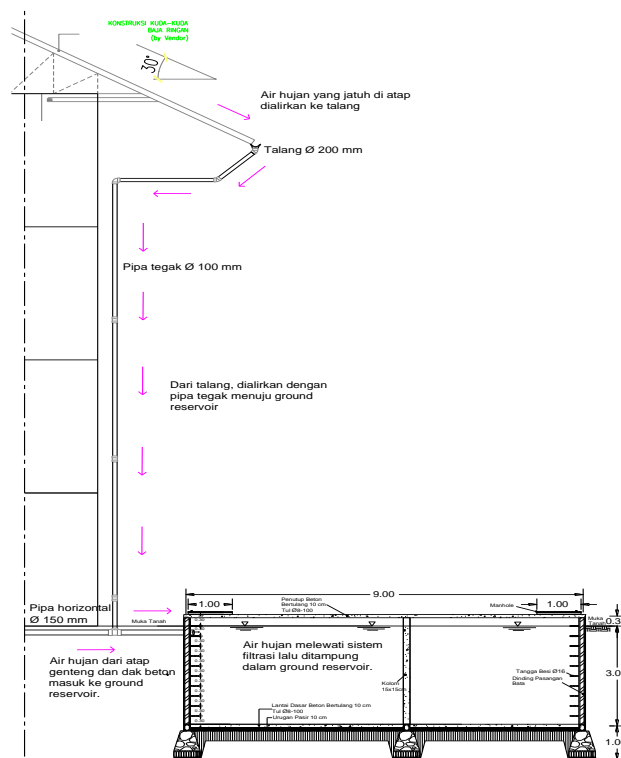 KONSTRUKSI KUDA-KUDA
BAJA RINGAN
(by Vendor)
30°
Air hujan yang jatuh di atap
dialirkan ke talang
Talang Ø 200 mm
Pipa tegak Ø 100 mm
Dari talang, dialirkan dengan
pipa tegak menuju ground
reservoir
9.00
1.00
Penutup Beton
Bertulang 10 cm
Tul Ø8-100
Manhole
1.00
Pipa horizontal
Ø 150 mm
Muka Tanah
Muka
Tanah
0.3
Air hujan melewati sistem
filtrasi lalu ditampung
dalam ground reservoir.
Air hujan dari atap
genteng dan dak beton
masuk ke ground
reservoir.
Kolom
15x15cm
Tangga Besi Ø16
Dinding Pasangan
Bata
3.0
Lantai Dasar Beton Bertulang 10 cm
Tul Ø8-100
Urugan Pasir 10 cm
1.0